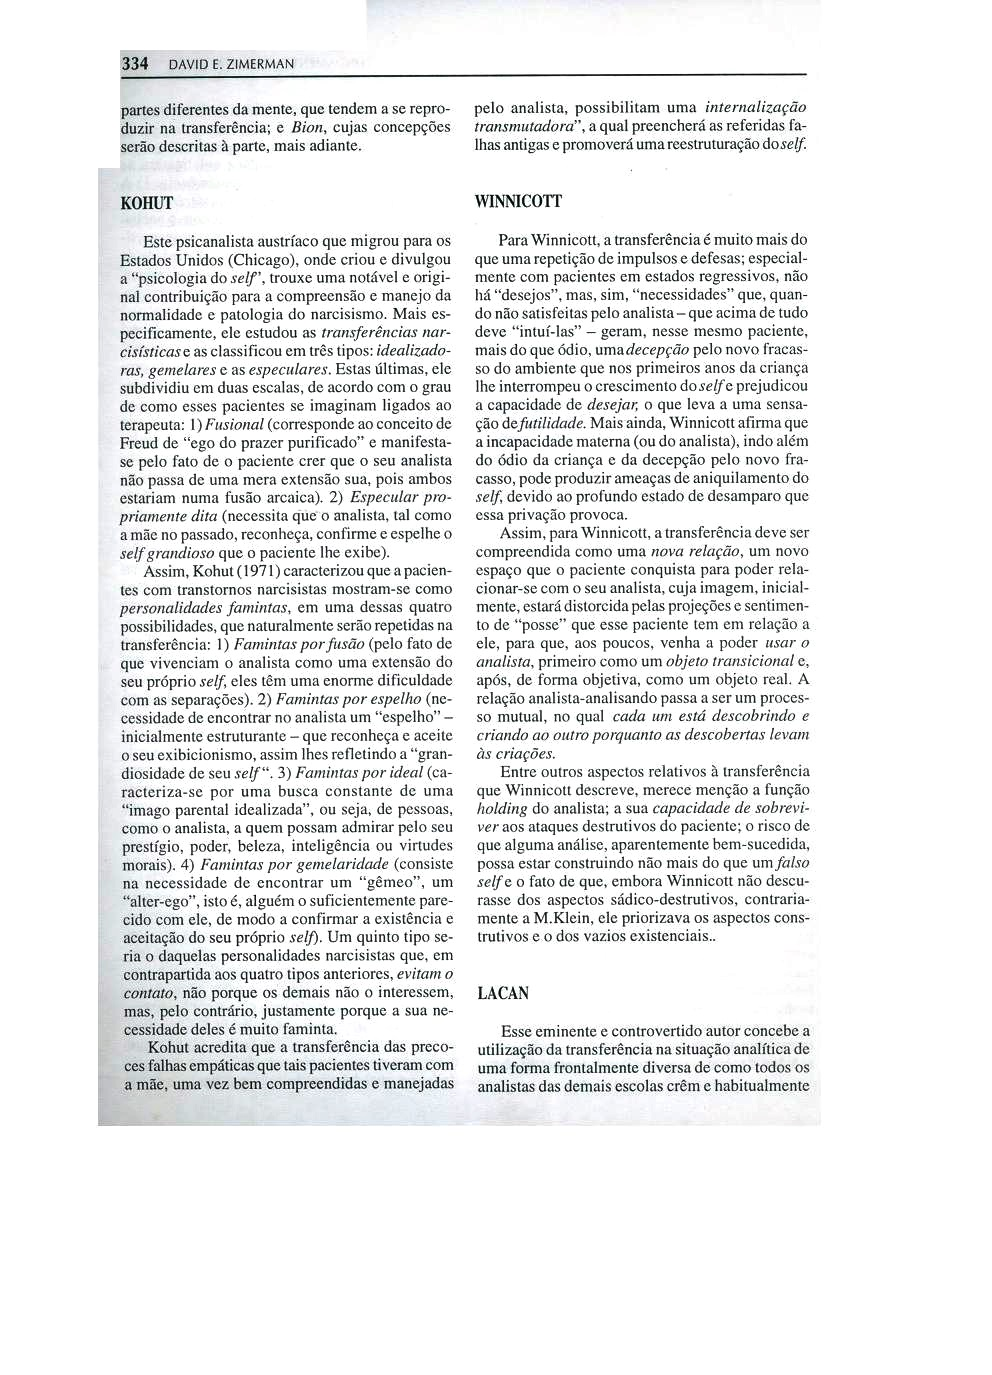 334 DAVID E. ZIMERMAN
partes diferentes da mente, que tendem a se repro-
duzir na transferência; e Bion, cujas concepções
serão descritas à parte, mais adiante.
KOHUT
Este psicanalista austríaco que migrou para os
Estados Unidos (Chicago), onde criou e divulgou
a “psicologia do self”, trouxe uma notável e origi-
nal contribuição para a compreensão e manejo da
normalidade e patologia do narcisismo. Mais es-
pecificamente, ele estudou as transferências nar-
cisísticas e as classificou em três tipos: idealizado-
ras, gemelares e as especulares. Estas últimas, ele
subdividiu em duas escalas, de acordo com o grau
de como esses pacientes se imaginam ligados ao
terapeuta: 1) Fusional (corresponde ao conceito de
Freud de “ego do prazer purificado” e manifesta-
se pelo fato de o paciente crer que o seu analista
não passa de uma mera extensão sua, pois ambos
estariam numa fusão arcaica). 2) Especular pro-
priamente dita (necessita que o analista, tal como
a mãe no passado, reconheça, confirme e espelhe o
self grandioso que o paciente lhe exibe).
Assim, Kohut (1971) caracterizou que a pacien-
tes com transtornos narcisistas mostram-se como
personalidades famintas, em uma dessas quatro
possibilidades, que naturalmente serão repetidas na
transferência: 1) Famintas por fusão (pelo fato de
que vivenciam o analista como uma extensão do
seu próprio self, eles têm uma enorme dificuldade
com as separações). 2) Famintas por espelho (ne-
cessidade de encontrar no analista um “espelho” –
inicialmente estruturante – que reconheça e aceite
o seu exibicionismo, assim lhes refletindo a “gran-
diosidade de seu self“. 3) Famintas por ideal (ca-
racteriza-se por uma busca constante de uma
“imago parental idealizada”, ou seja, de pessoas,
como o analista, a quem possam admirar pelo seu
prestígio, poder, beleza, inteligência ou virtudes
morais). 4) Famintas por gemelaridade (consiste
na necessidade de encontrar um “gêmeo”, um
“alter-ego”, isto é, alguém o suficientemente pare-
cido com ele, de modo a confirmar a existência e
aceitação do seu próprio self). Um quinto tipo se-
ria o daquelas personalidades narcisistas que, em
contrapartida aos quatro tipos anteriores, evitam o
contato, não porque os demais não o interessem,
mas, pelo contrário, justamente porque a sua ne-
cessidade deles é muito faminta.
Kohut acredita que a transferência das preco-
ces falhas empáticas que tais pacientes tiveram com
a mãe, uma vez bem compreendidas e manejadas
pelo analista, possibilitam uma internalização
transmutadora”, a qual preencherá as referidas fa-
lhas antigas e promoverá uma reestruturação do self.
WINNICOTT
Para Winnicott, a transferência é muito mais do
que uma repetição de impulsos e defesas; especial-
mente com pacientes em estados regressivos, não
há “desejos”, mas, sim, “necessidades” que, quan-
do não satisfeitas pelo analista – que acima de tudo
deve “intuí-las” – geram, nesse mesmo paciente,
mais do que ódio, uma decepção pelo novo fracas-
so do ambiente que nos primeiros anos da criança
lhe interrompeu o crescimento do self e prejudicou
a capacidade de desejar, o que leva a uma sensa-
ção de futilidade. Mais ainda, Winnicott afirma que
a incapacidade materna (ou do analista), indo além
do ódio da criança e da decepção pelo novo fra-
casso, pode produzir ameaças de aniquilamento do
self, devido ao profundo estado de desamparo que
essa privação provoca.
Assim, para Winnicott, a transferência deve ser
compreendida como uma nova relação, um novo
espaço que o paciente conquista para poder rela-
cionar-se com o seu analista, cuja imagem, inicial-
mente, estará distorcida pelas projeções e sentimen-
to de “posse” que esse paciente tem em relação a
ele, para que, aos poucos, venha a poder usar o
analista, primeiro como um objeto transicional e,
após, de forma objetiva, como um objeto real. A
relação analista-analisando passa a ser um proces-
so mutual, no qual cada um está descobrindo e
criando ao outro porquanto as descobertas levam
às criações.
Entre outros aspectos relativos à transferência
que Winnicott descreve, merece menção a função
holding do analista; a sua capacidade de sobrevi-
ver aos ataques destrutivos do paciente; o risco de
que alguma análise, aparentemente bem-sucedida,
possa estar construindo não mais do que um falso
self e o fato de que, embora Winnicott não descu-
rasse dos aspectos sádico-destrutivos, contraria-
mente a M.Klein, ele priorizava os aspectos cons-
trutivos e o dos vazios existenciais..
LACAN
Esse eminente e controvertido autor concebe a
utilização da transferência na situação analítica de
uma forma frontalmente diversa de como todos os
analistas das demais escolas crêm e habitualmente